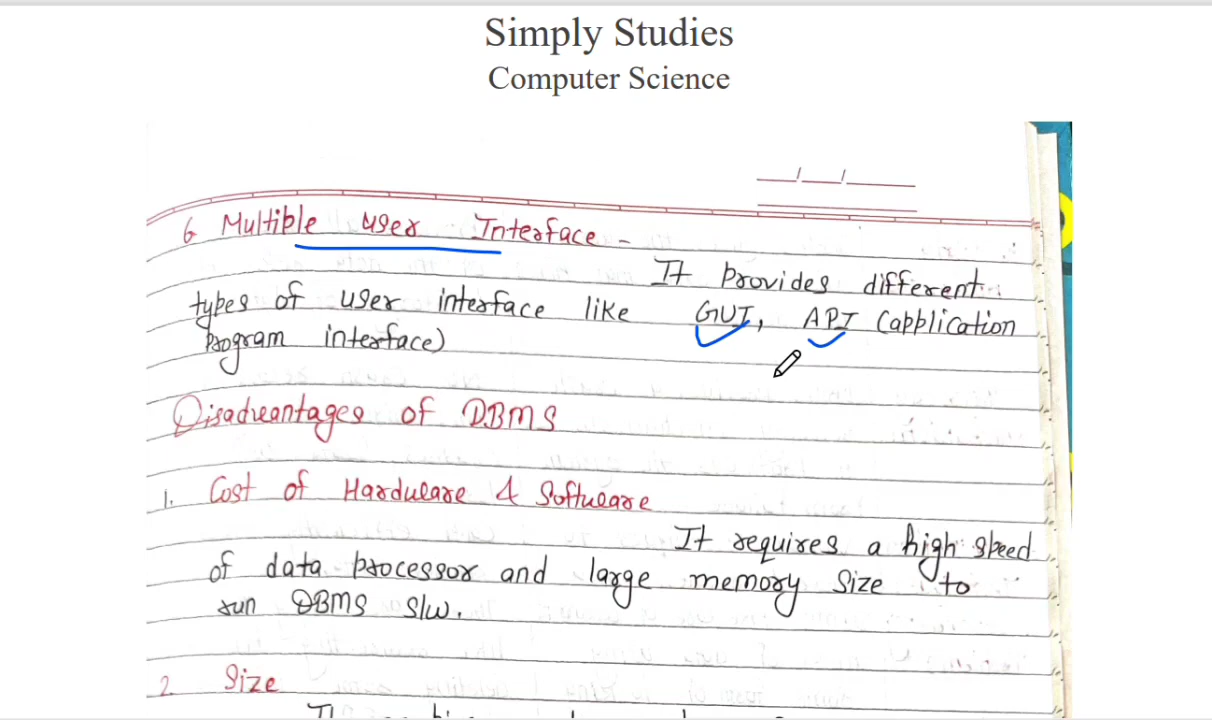 Simply Studies
Computer Science
6 Multiple user Interface -
It provides different
types of user interface like GUI, API (application
program interface)
Disadvantages of DBMS
1. Cost of Hardware & Software
It requires a high speed
of data processor and large memory size to
run DBMS s/w.
2 Size